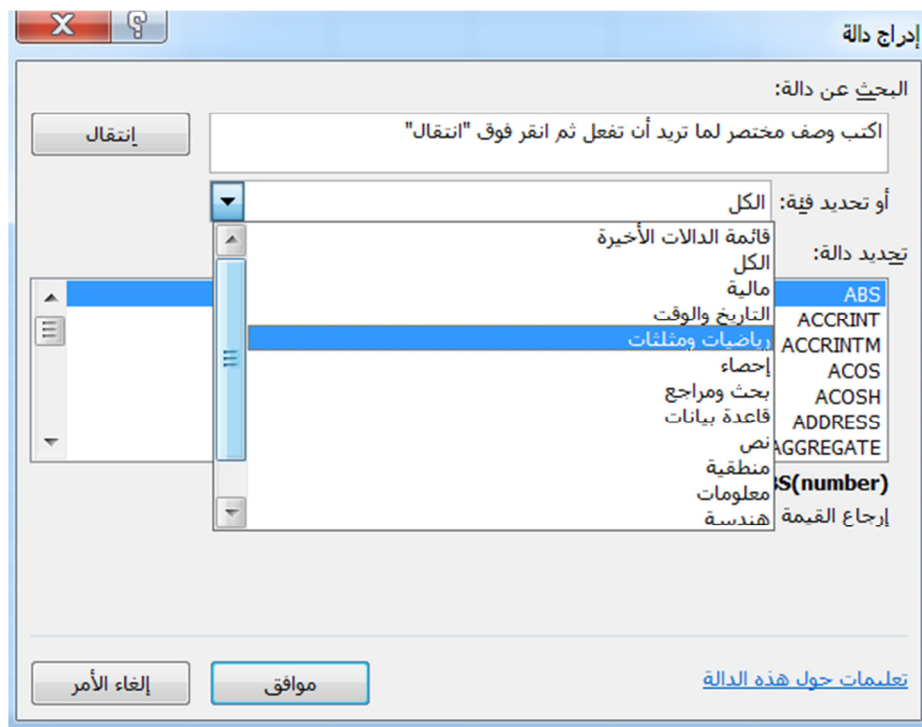 إدراج دالة
البحث عن دالة:
اكتب وصف مختصر لما تريد أن تفعل ثم انقر فوق "انتقال"
إنتقال
أو تحديد فئة:
الكل
قائمة الدالات الأخيرة
الكل
مالية
التاريخ والوقت
رياضيات ومثلثات
إحصاء
بحث ومراجع
قاعدة بيانات
نص
منطقية
معلومات
هندسة
تحديد دالة:
ABS
ACCRINT
ACCRINTM
ACOS
ACOSH
ADDRESS
AGGREGATE
BS(number)
إرجاع القيمة
تعليمات حول هذه الدالة
موافق
إلغاء الأمر